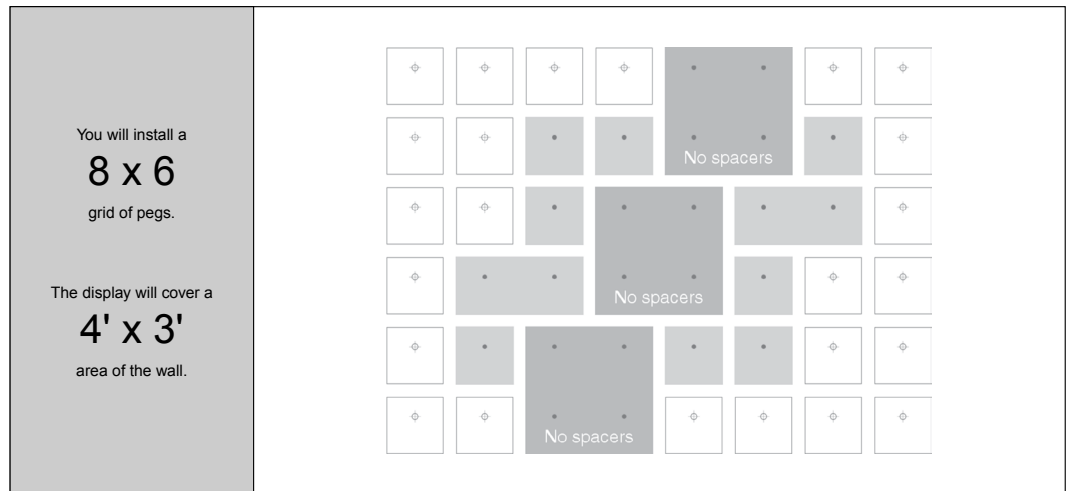 You will install a
8 x 6
grid of pegs.
The display will cover a
4' x 3'
area of the wall.
No spacers
No spacers
No spacers